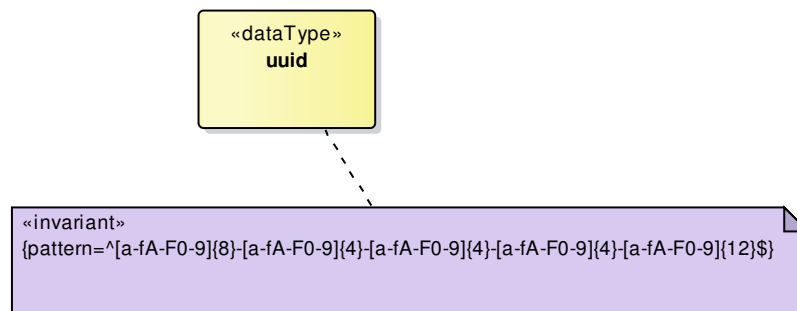 «dataType»
uuid
«invariant»
{pattern=^[a-fA-F0-9]{8}-[a-fA-F0-9]{4}-[a-fA-F0-9]{4}-[a-fA-F0-9]{4}-[a-fA-F0-9]{12}$}